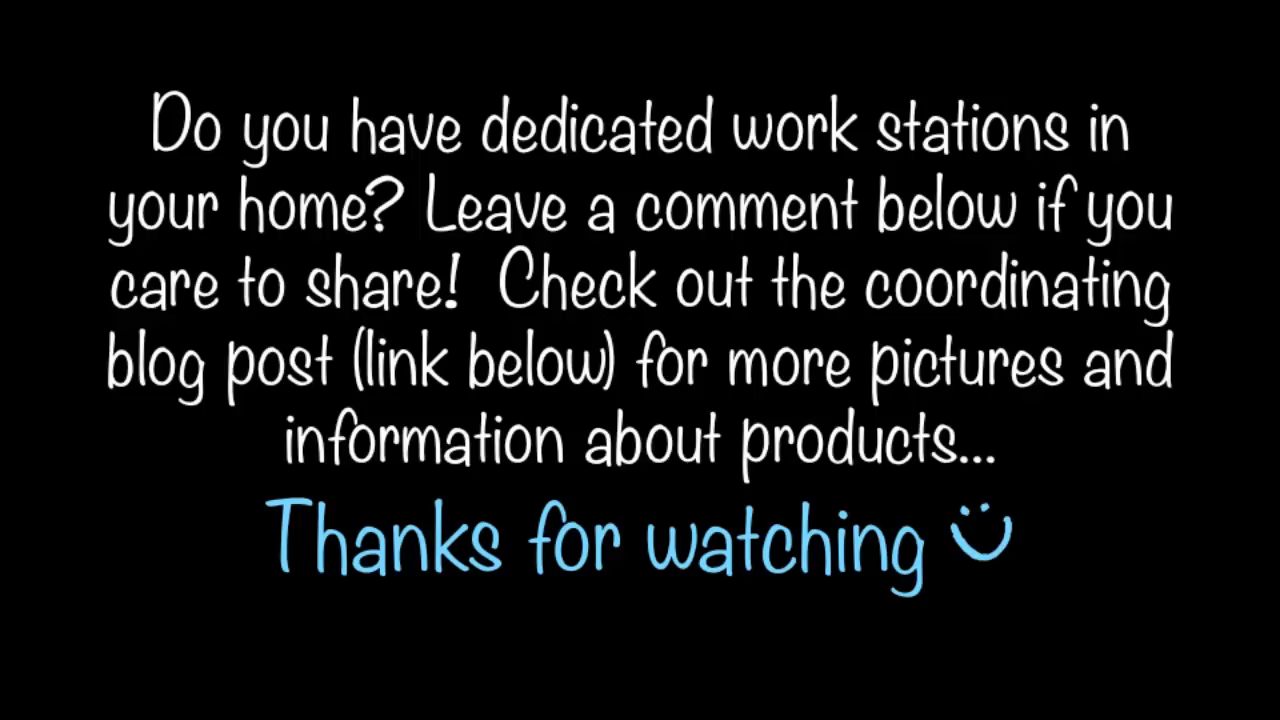 Do you have dedicated work stations in
your home? Leave a comment below if you
care to share!  Check out the coordinating
blog post (link below) for more pictures and
information about products...
Thanks for watching ツ